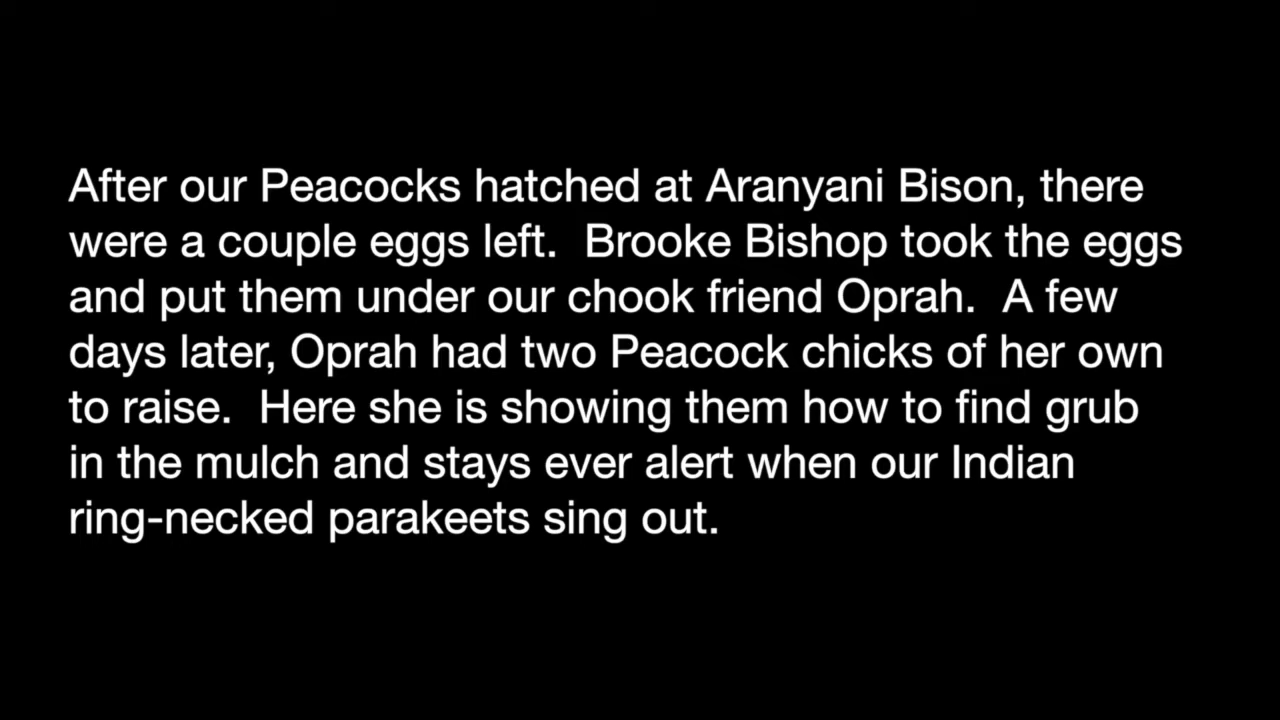 After our Peacocks hatched at Aranyani Bison, there
were a couple eggs left.  Brooke Bishop took the eggs
and put them under our chook friend Oprah.  A few
days later, Oprah had two Peacock chicks of her own
to raise.  Here she is showing them how to find grub
in the mulch and stays ever alert when our Indian
ring-necked parakeets sing out.